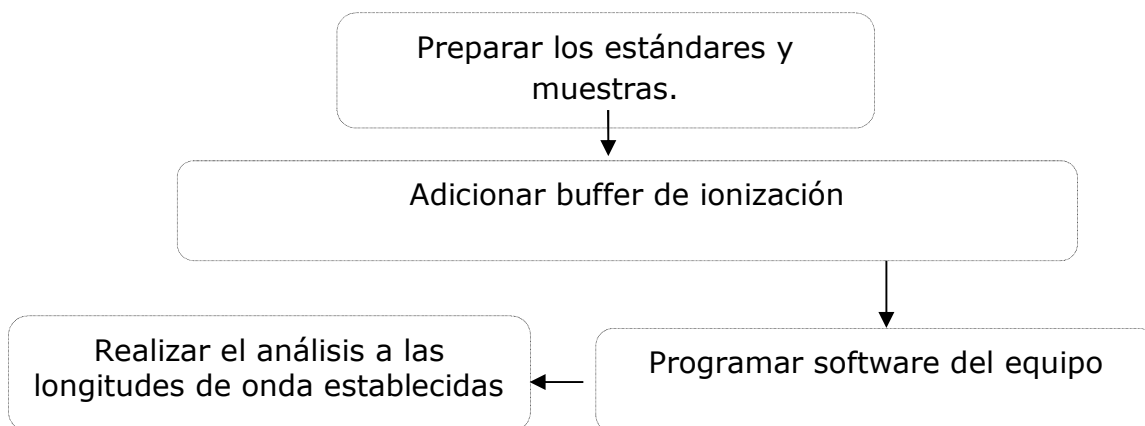 Preparar los estándares y
muestras.
Adicionar buffer de ionización
Programar software del equipo
Realizar el análisis a las
longitudes de onda establecidas